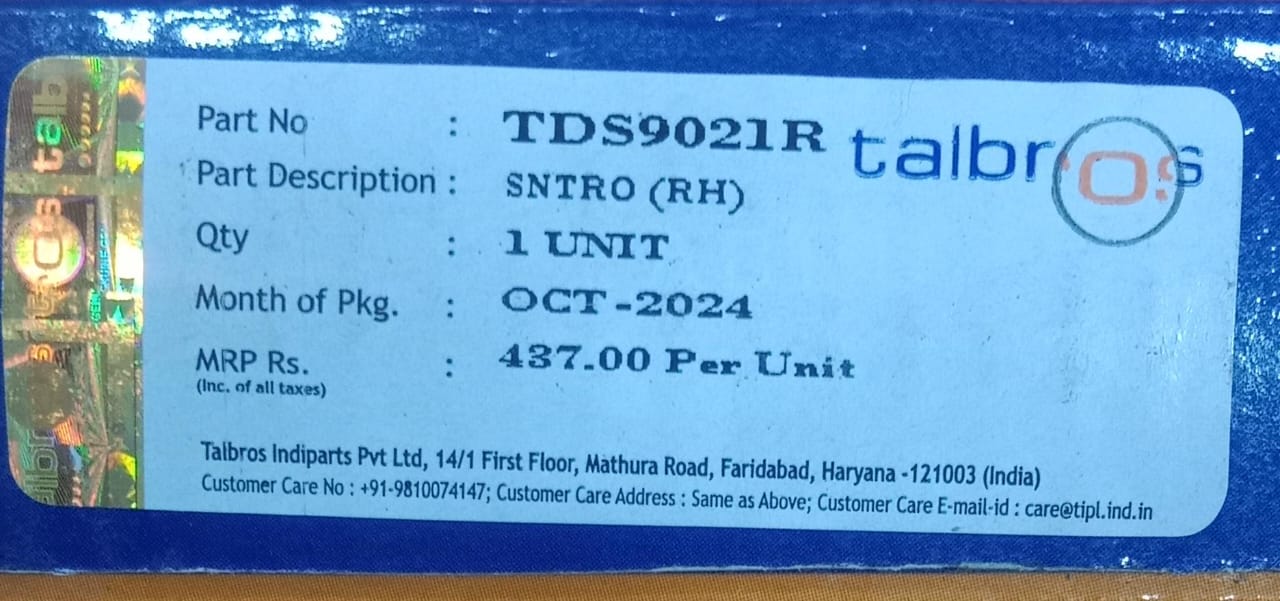 Part No : TDS9021R
talbros
Part Description : SNTRO (RH)
Qty : 1 UNIT
Month of Pkg. : OCT-2024
MRP Rs. : 437.00 Per Unit
(Inc. of all taxes)
Talbros Indiparts Pvt Ltd, 14/1 First Floor, Mathura Road, Faridabad, Haryana -121003 (India)
Customer Care No : +91-9810074147; Customer Care Address : Same as Above; Customer Care E-mail-id : care@tipl.ind.in